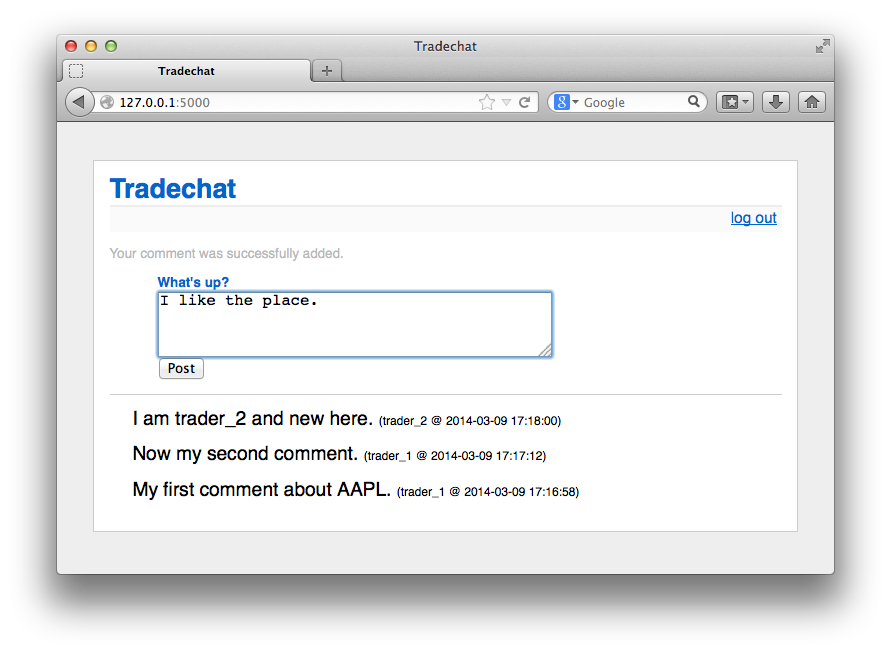 Tradechat
Tradechat
127.0.0.1:5000
Google
Tradechat
log out
Your comment was successfully added.
What's up?
I like the place.
Post
I am trader_2 and new here. (trader_2 @ 2014-03-09 17:18:00)
Now my second comment. (trader_1 @ 2014-03-09 17:17:12)
My first comment about AAPL. (trader_1 @ 2014-03-09 17:16:58)